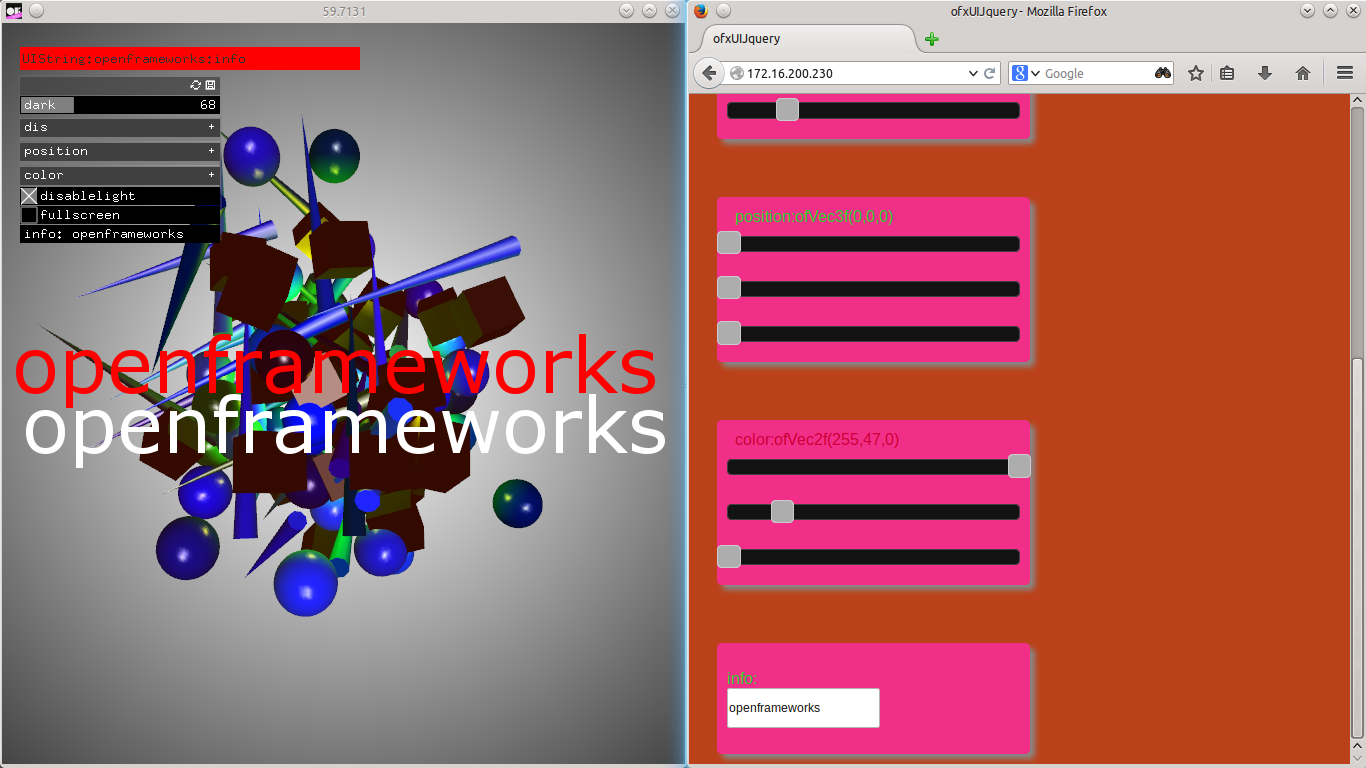 59.7131
UIString:openframeworks:info
dark 68
dis +
position +
color +
disablelight
fullscreen
info: openframeworks
openframeworks
openframeworks
ofxUIJquery - Mozilla Firefox
ofxUIJquery
172.16.200.230
Google
position:ofVec3f(0,0,0)
color:ofVec2f(255,47,0)
info:
openframeworks